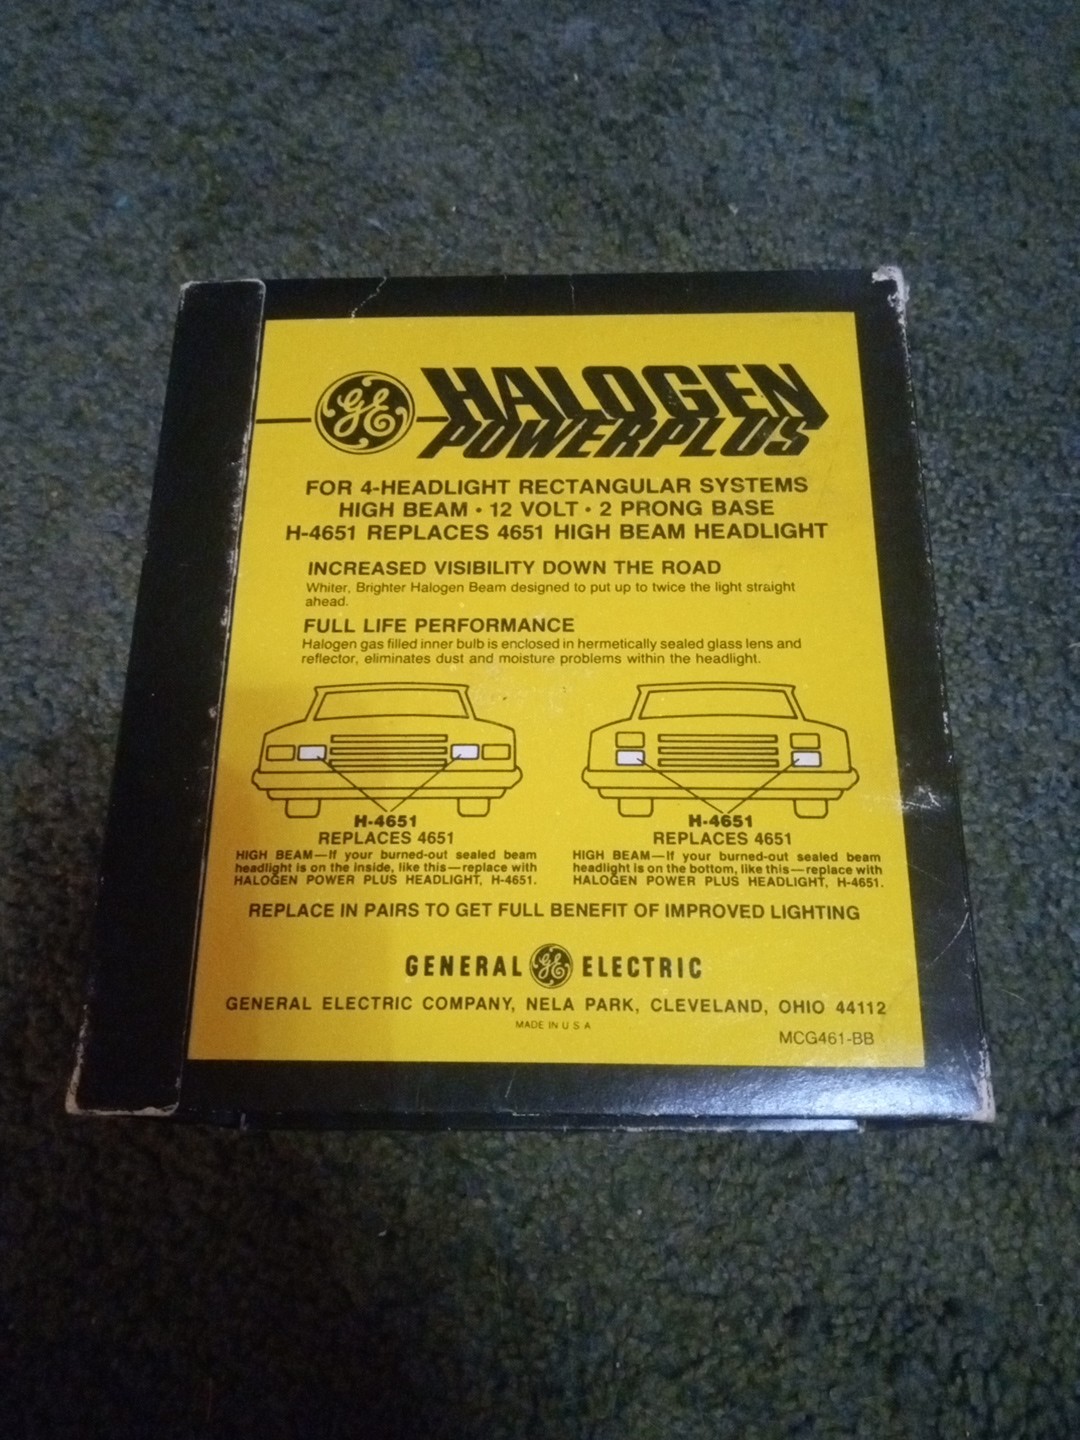 GE HALOGEN
POWERPLUS
FOR 4-HEADLIGHT RECTANGULAR SYSTEMS
HIGH BEAM • 12 VOLT • 2 PRONG BASE
H-4651 REPLACES 4651 HIGH BEAM HEADLIGHT
INCREASED VISIBILITY DOWN THE ROAD
Whiter, Brighter Halogen Beam designed to put up to twice the light straight
ahead.
FULL LIFE PERFORMANCE
Halogen gas filled inner bulb is enclosed in hermetically sealed glass lens and
reflector, eliminates dust and moisture problems within the headlight.
H-4651
REPLACES 4651
HIGH BEAM—If your burned-out sealed beam
headlight is on the inside, like this—replace with
HALOGEN POWER PLUS HEADLIGHT, H-4651.
H-4651
REPLACES 4651
HIGH BEAM—If your burned-out sealed beam
headlight is on the bottom, like this—replace with
HALOGEN POWER PLUS HEADLIGHT, H-4651.
REPLACE IN PAIRS TO GET FULL BENEFIT OF IMPROVED LIGHTING
GENERAL GE ELECTRIC
GENERAL ELECTRIC COMPANY, NELA PARK, CLEVELAND, OHIO 44112
MADE IN U S A
MCG461-BB